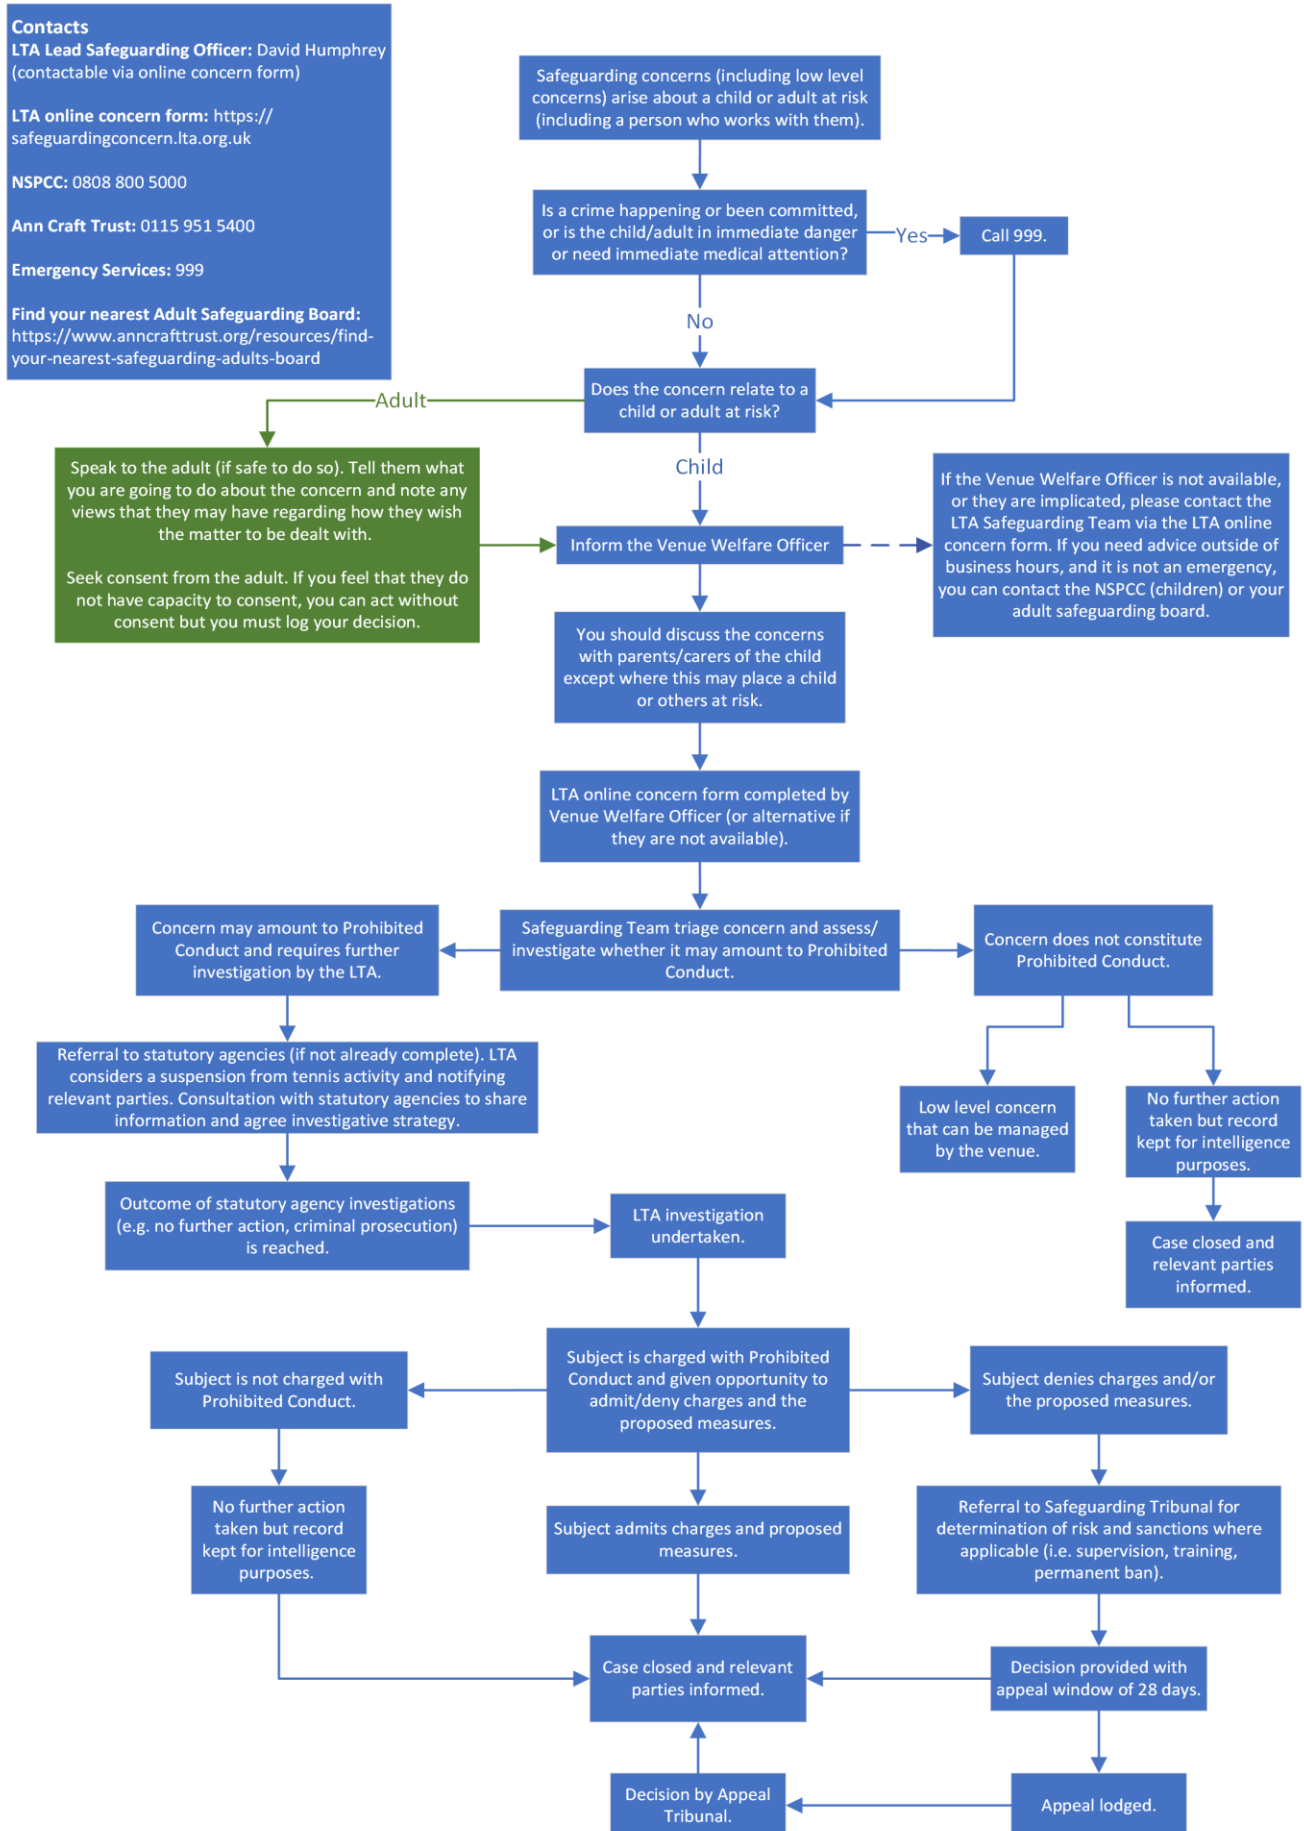 Contacts
LTA Lead Safeguarding Officer: David Humphrey
(contactable via online concern form)
LTA online concern form: https://
safeguardingconcern.lta.org.uk
NSPCC: 0808 800 5000
Ann Craft Trust: 0115 951 5400
Emergency Services: 999
Find your nearest Adult Safeguarding Board:
https://www.anncrafttrust.org/resources/find-
your-nearest-safeguarding-adults-board
Safeguarding concerns (including low level
concerns) arise about a child or adult at risk
(including a person who works with them).
Is a crime happening or been committed,
or is the child/adult in immediate danger
or need immediate medical attention?
Yes
Call 999.
No
Does the concern relate to a
child or adult at risk?
Adult
Speak to the adult (if safe to do so). Tell them what
you are going to do about the concern and note any
views that they may have regarding how they wish
the matter to be dealt with.
Seek consent from the adult. If you feel that they do
not have capacity to consent, you can act without
consent but you must log your decision.
Child
Inform the Venue Welfare Officer
If the Venue Welfare Officer is not available,
or they are implicated, please contact the
LTA Safeguarding Team via the LTA online
concern form. If you need advice outside of
business hours, and it is not an emergency,
you can contact the NSPCC (children) or your
adult safeguarding board.
You should discuss the concerns
with parents/carers of the child
except where this may place a child
or others at risk.
LTA online concern form completed by
Venue Welfare Officer (or alternative if
they are not available).
Safeguarding Team triage concern and assess/
investigate whether it may amount to Prohibited
Conduct.
Concern may amount to Prohibited
Conduct and requires further
investigation by the LTA.
Concern does not constitute
Prohibited Conduct.
Referral to statutory agencies (if not already complete). LTA
considers a suspension from tennis activity and notifying
relevant parties. Consultation with statutory agencies to share
information and agree investigative strategy.
Low level concern
that can be managed
by the venue.
No further action
taken but record
kept for intelligence
purposes.
Outcome of statutory agency investigations
(e.g. no further action, criminal prosecution)
is reached.
LTA investigation
undertaken.
Case closed and
relevant parties
informed.
Subject is not charged with
Prohibited Conduct.
Subject is charged with Prohibited
Conduct and given opportunity to
admit/deny charges and the
proposed measures.
Subject denies charges and/or
the proposed measures.
No further action
taken but record
kept for intelligence
purposes.
Subject admits charges and proposed
measures.
Referral to Safeguarding Tribunal for
determination of risk and sanctions where
applicable (i.e. supervision, training,
permanent ban).
Case closed and relevant
parties informed.
Decision provided with
appeal window of 28 days.
Decision by Appeal
Tribunal.
Appeal lodged.